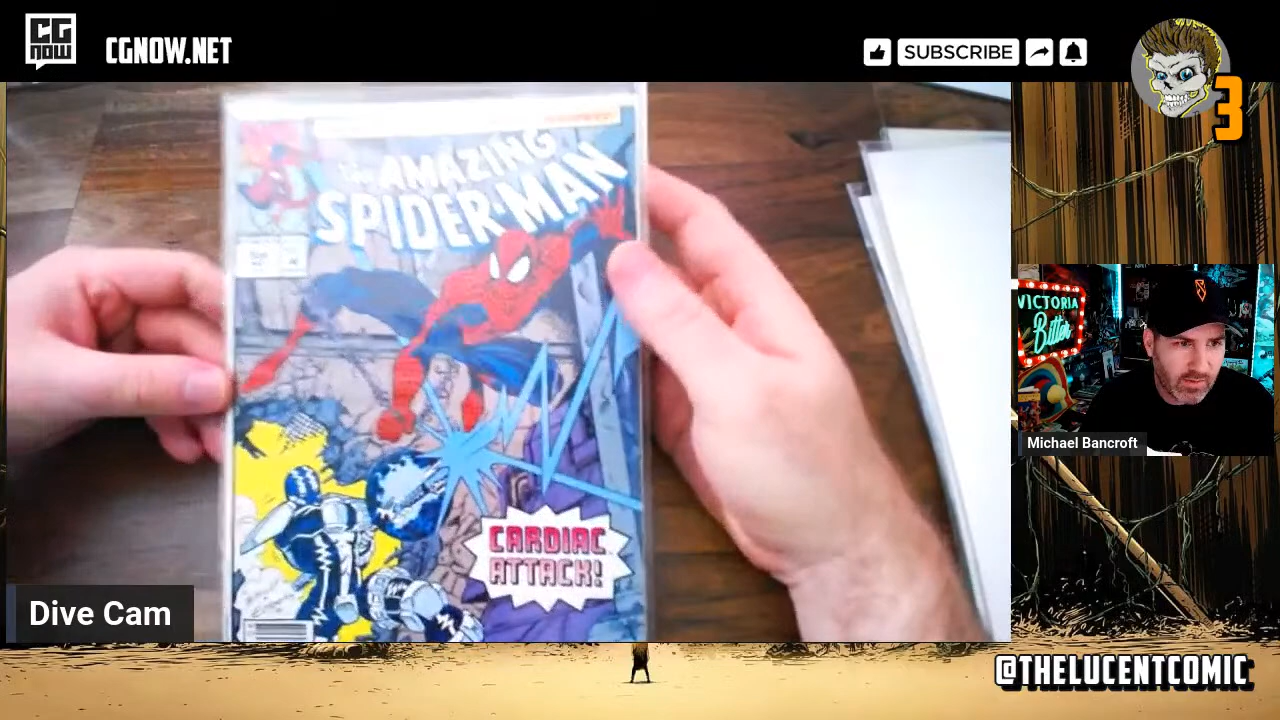 CG
NOW
CGNOW.NET
SUBSCRIBE
3
THE AMAZING
SPIDER-MAN
CARDIAC
ATTACK!
VICTORIA
Bitter
Michael Bancroft
Dive Cam
@THELUCENTCOMIC